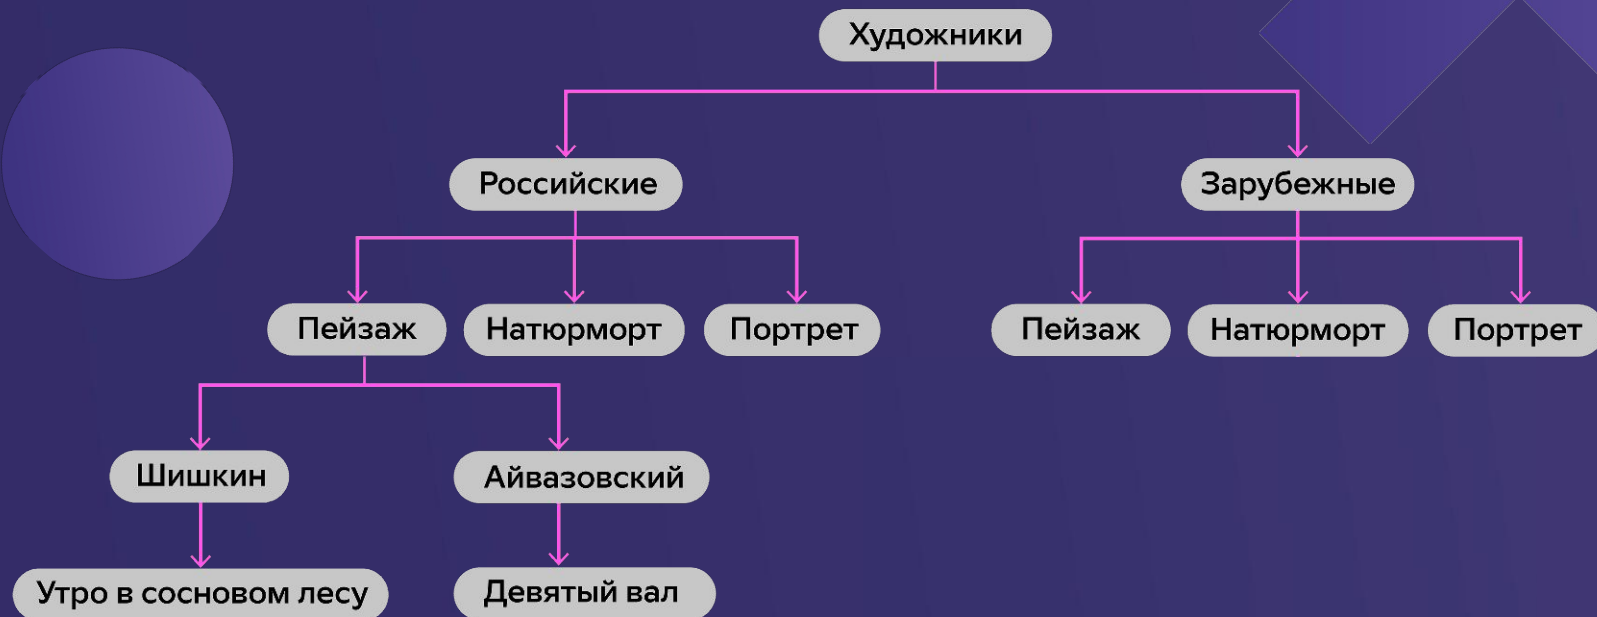 Художники
Российские
Зарубежные
Пейзаж
Натюрморт
Портрет
Пейзаж
Натюрморт
Портрет
Шишкин
Айвазовский
Утро в сосновом лесу
Девятый вал